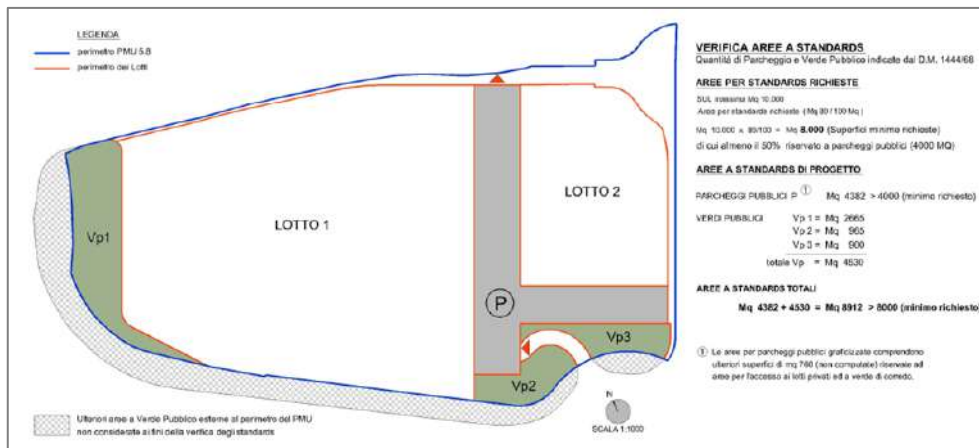 LEGENDA
perimetro PMU 5.8
perimetro dei Lotti
Vp1
LOTTO 1
LOTTO 2
P
Vp2
Vp3
N
SCALA 1:1000
Ulteriori aree a Verde Pubblico esterne al perimetro del PMU
non considerate ai fini della verifica degli standards
VERIFICA AREE A STANDARDS
Quantità di Parcheggio e Verde Pubblico indicate dal D.M. 1444/68
AREE PER STANDARDS RICHIESTE
SUL massima Mq 10.000
Area per standards richieste ( Mq 80 / 100 Mq )
Mq 10.000 x 80/100 = Mq 8.000 (Superfici minime richieste)
di cui almeno il 50% riservato a parcheggi pubblici (4000 MQ)
AREE A STANDARDS DI PROGETTO
PARCHEGGI PUBBLICI P 1 Mq 4382 > 4000 (minimo richiesto)
VERDI PUBBLICI Vp 1 = Mq 2665
Vp 2 = Mq 965
Vp 3 = Mq 900
totale Vp = Mq 4530
AREE A STANDARDS TOTALI
Mq 4382 + 4530 = Mq 8912 > 8000 (minimo richiesto)
1 Le aree per parcheggi pubblici graficizzate comprendono
ulteriori superfici di mq 760 (non computate) riservate ad
aree per l'accesso ai lotti privati ed a verde di corredo.